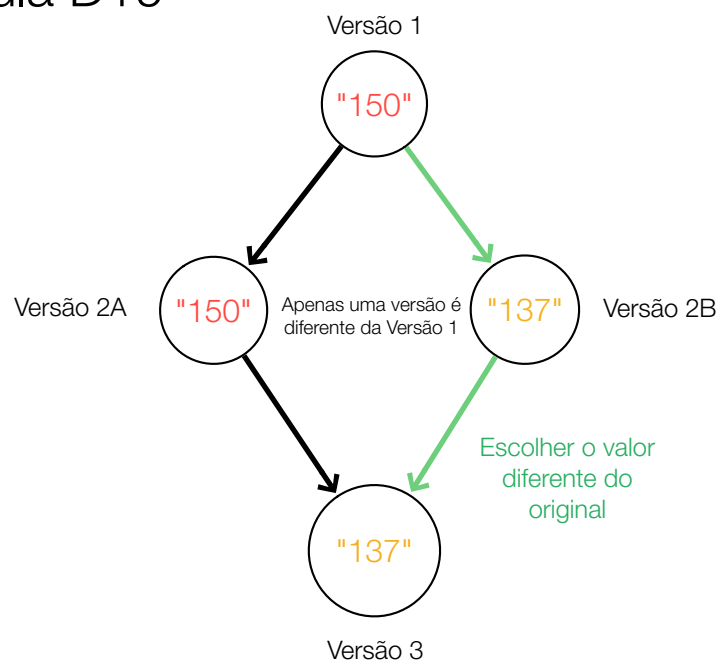 Versão 1
"150"
Versão 2A
"150"
Apenas uma versão é
diferente da Versão 1
"137"
Versão 2B
Escolher o valor
diferente do
original
"137"
Versão 3